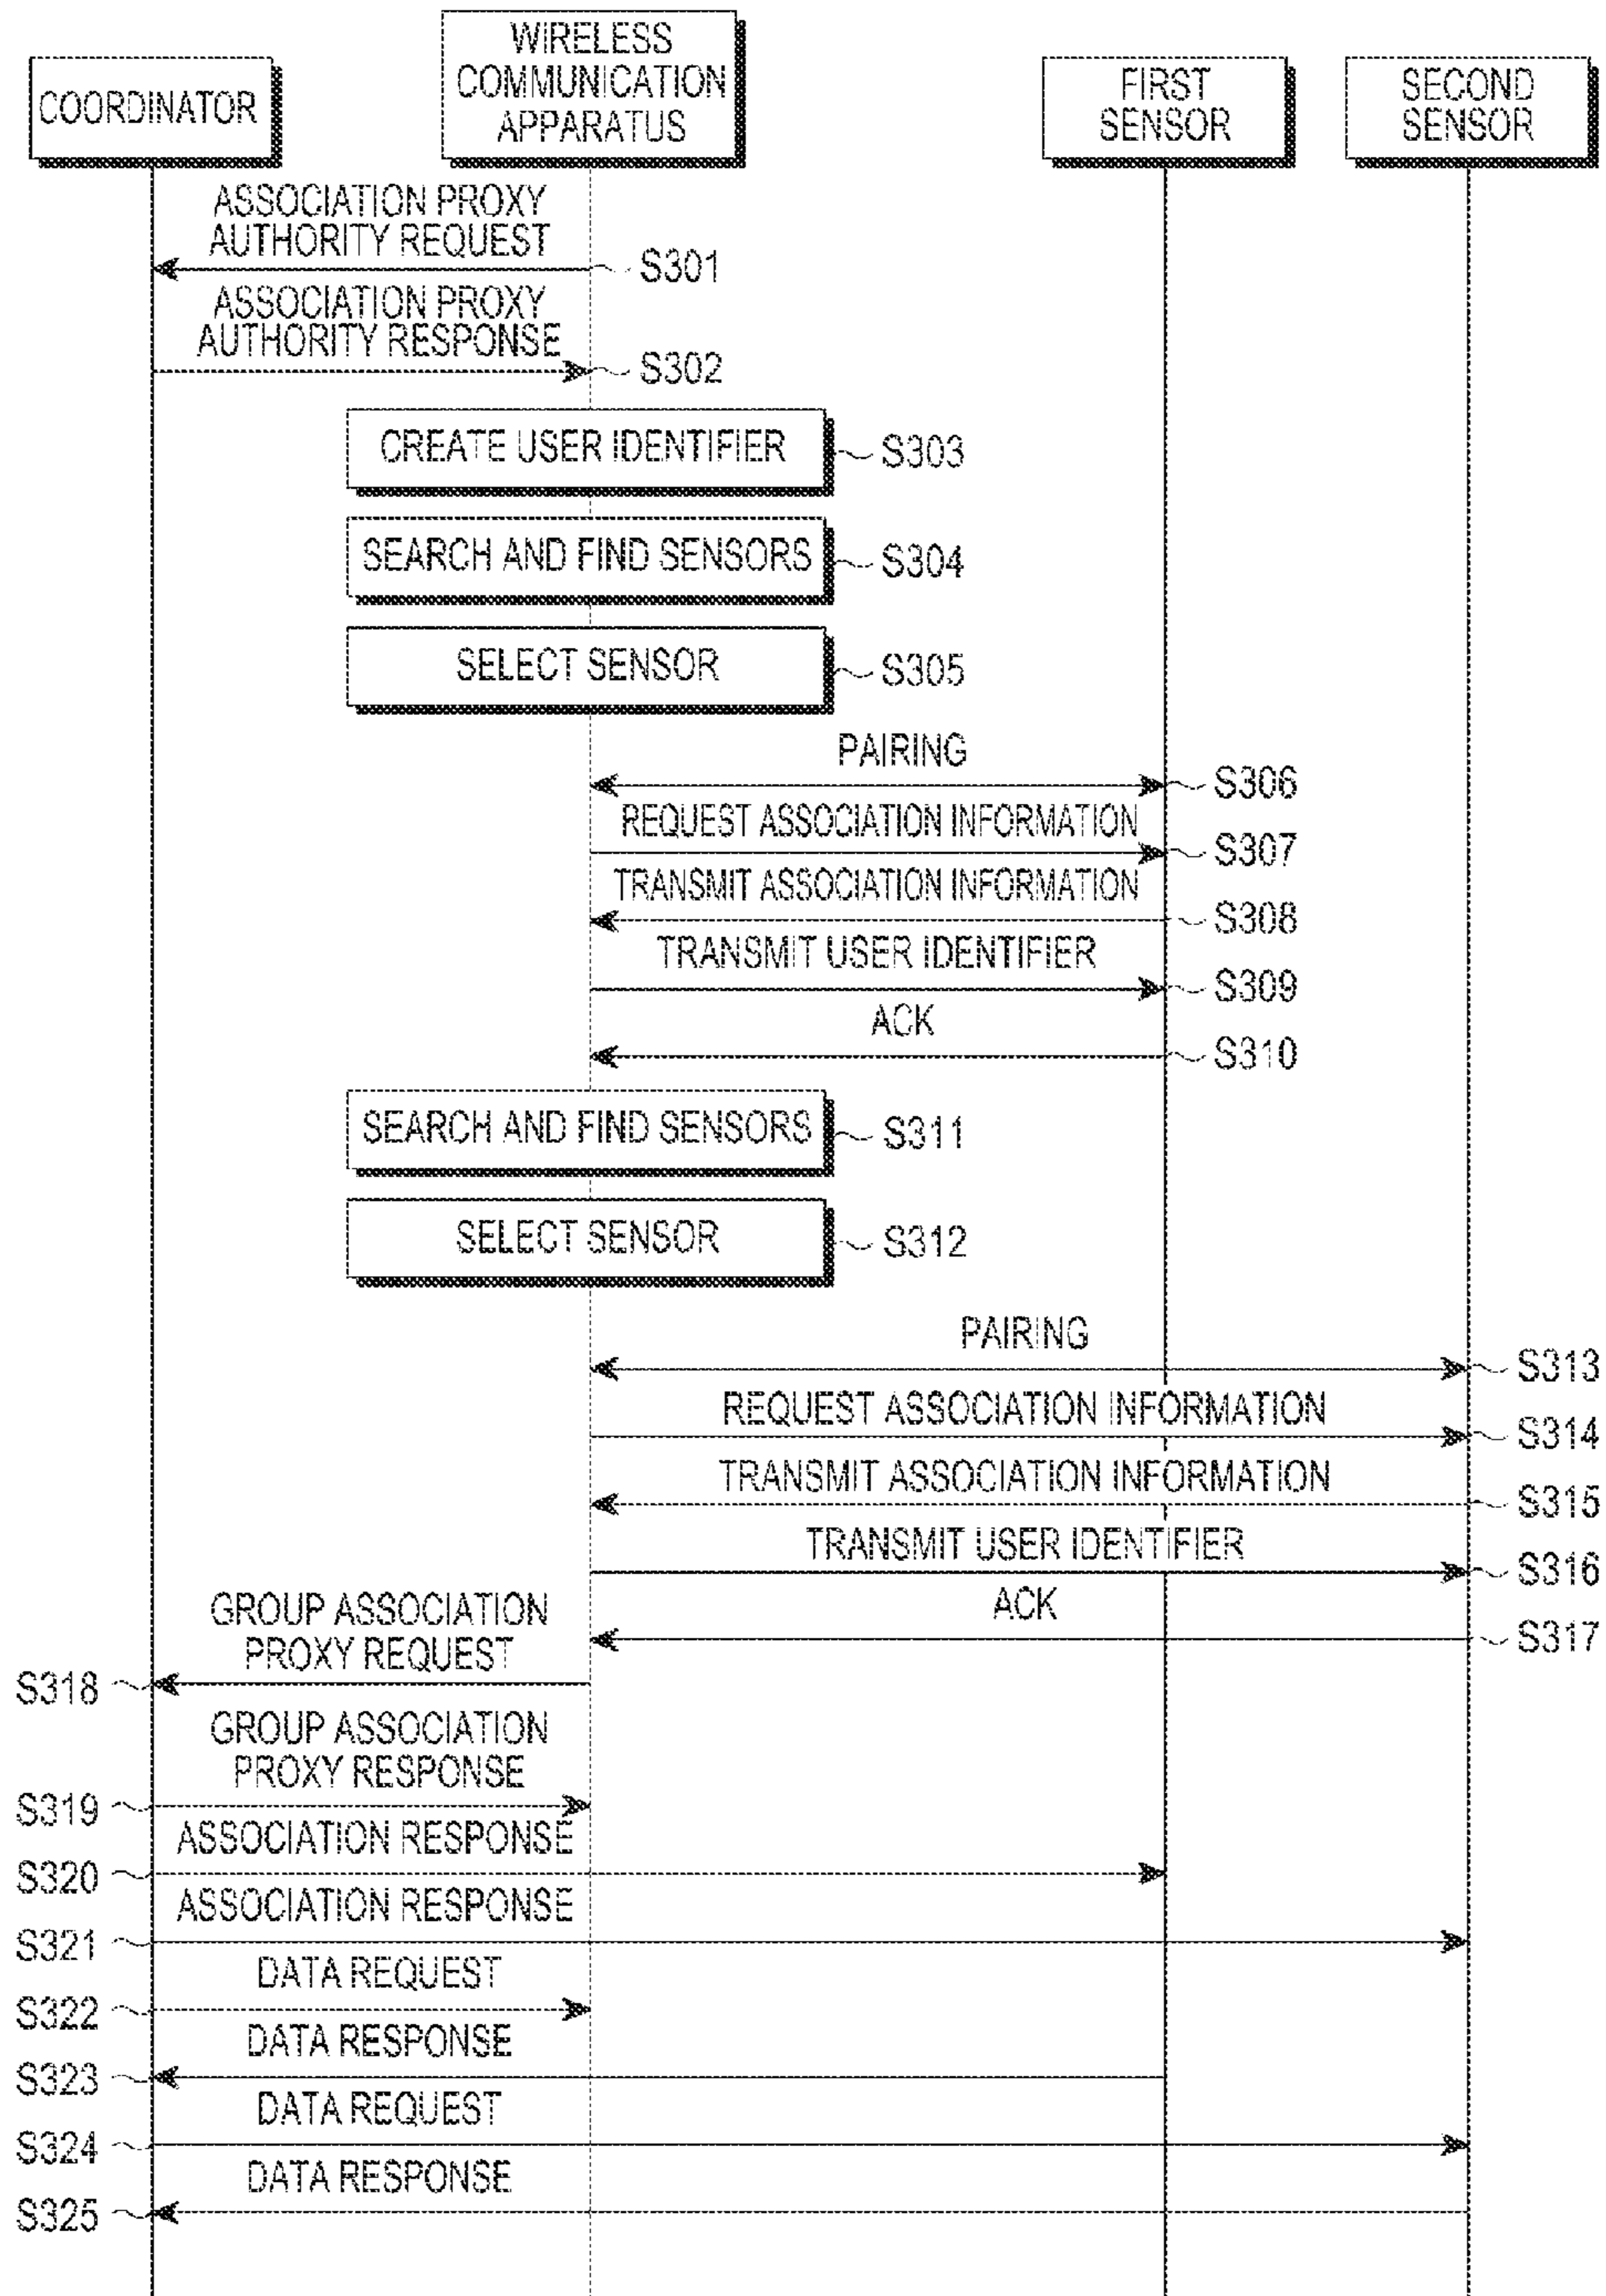 COORDINATOR
WIRELESS
COMMUNICATION
APPARATUS
FIRST
SENSOR
SECOND
SENSOR
ASSOCIATION PROXY
AUTHORITY REQUEST
S301
ASSOCIATION PROXY
AUTHORITY RESPONSE
S302
CREATE USER IDENTIFIER
S303
SEARCH AND FIND SENSORS
S304
SELECT SENSOR
S305
PAIRING
S306
REQUEST ASSOCIATION INFORMATION
S307
TRANSMIT ASSOCIATION INFORMATION
S308
TRANSMIT USER IDENTIFIER
S309
ACK
S310
SEARCH AND FIND SENSORS
S311
SELECT SENSOR
S312
PAIRING
S313
REQUEST ASSOCIATION INFORMATION
S314
TRANSMIT ASSOCIATION INFORMATION
S315
TRANSMIT USER IDENTIFIER
S316
ACK
S317
GROUP ASSOCIATION
PROXY REQUEST
S318
GROUP ASSOCIATION
PROXY RESPONSE
S319
ASSOCIATION RESPONSE
S320
ASSOCIATION RESPONSE
S321
DATA REQUEST
S322
DATA RESPONSE
S323
DATA REQUEST
S324
DATA RESPONSE
S325